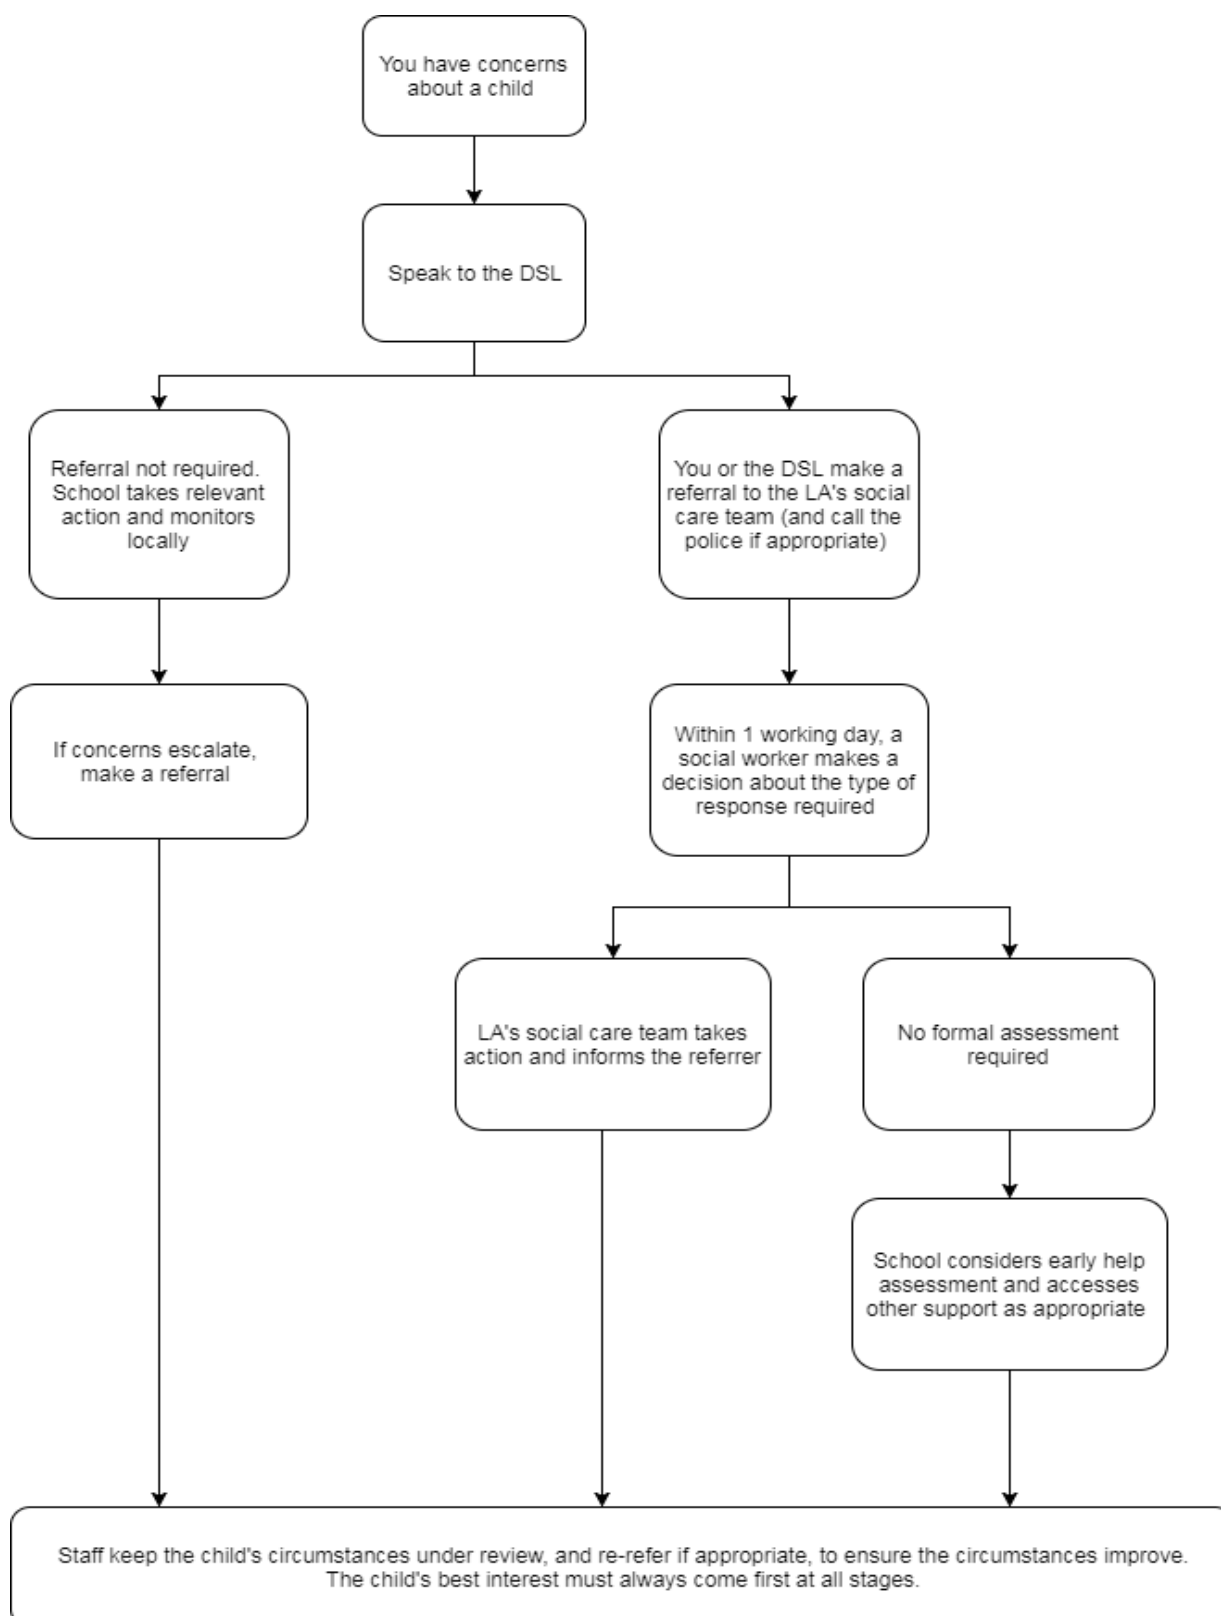 You have concerns
about a child
Speak to the DSL
Referral not required.
School takes relevant
action and monitors
locally
You or the DSL make a
referral to the LA's social
care team (and call the
police if appropriate)
If concerns escalate,
make a referral
Within 1 working day, a
social worker makes a
decision about the type of
response required
LA's social care team takes
action and informs the referrer
No formal assessment
required
School considers early help
assessment and accesses
other support as appropriate
Staff keep the child's circumstances under review, and re-refer if appropriate, to ensure the circumstances improve.
The child's best interest must always come first at all stages.